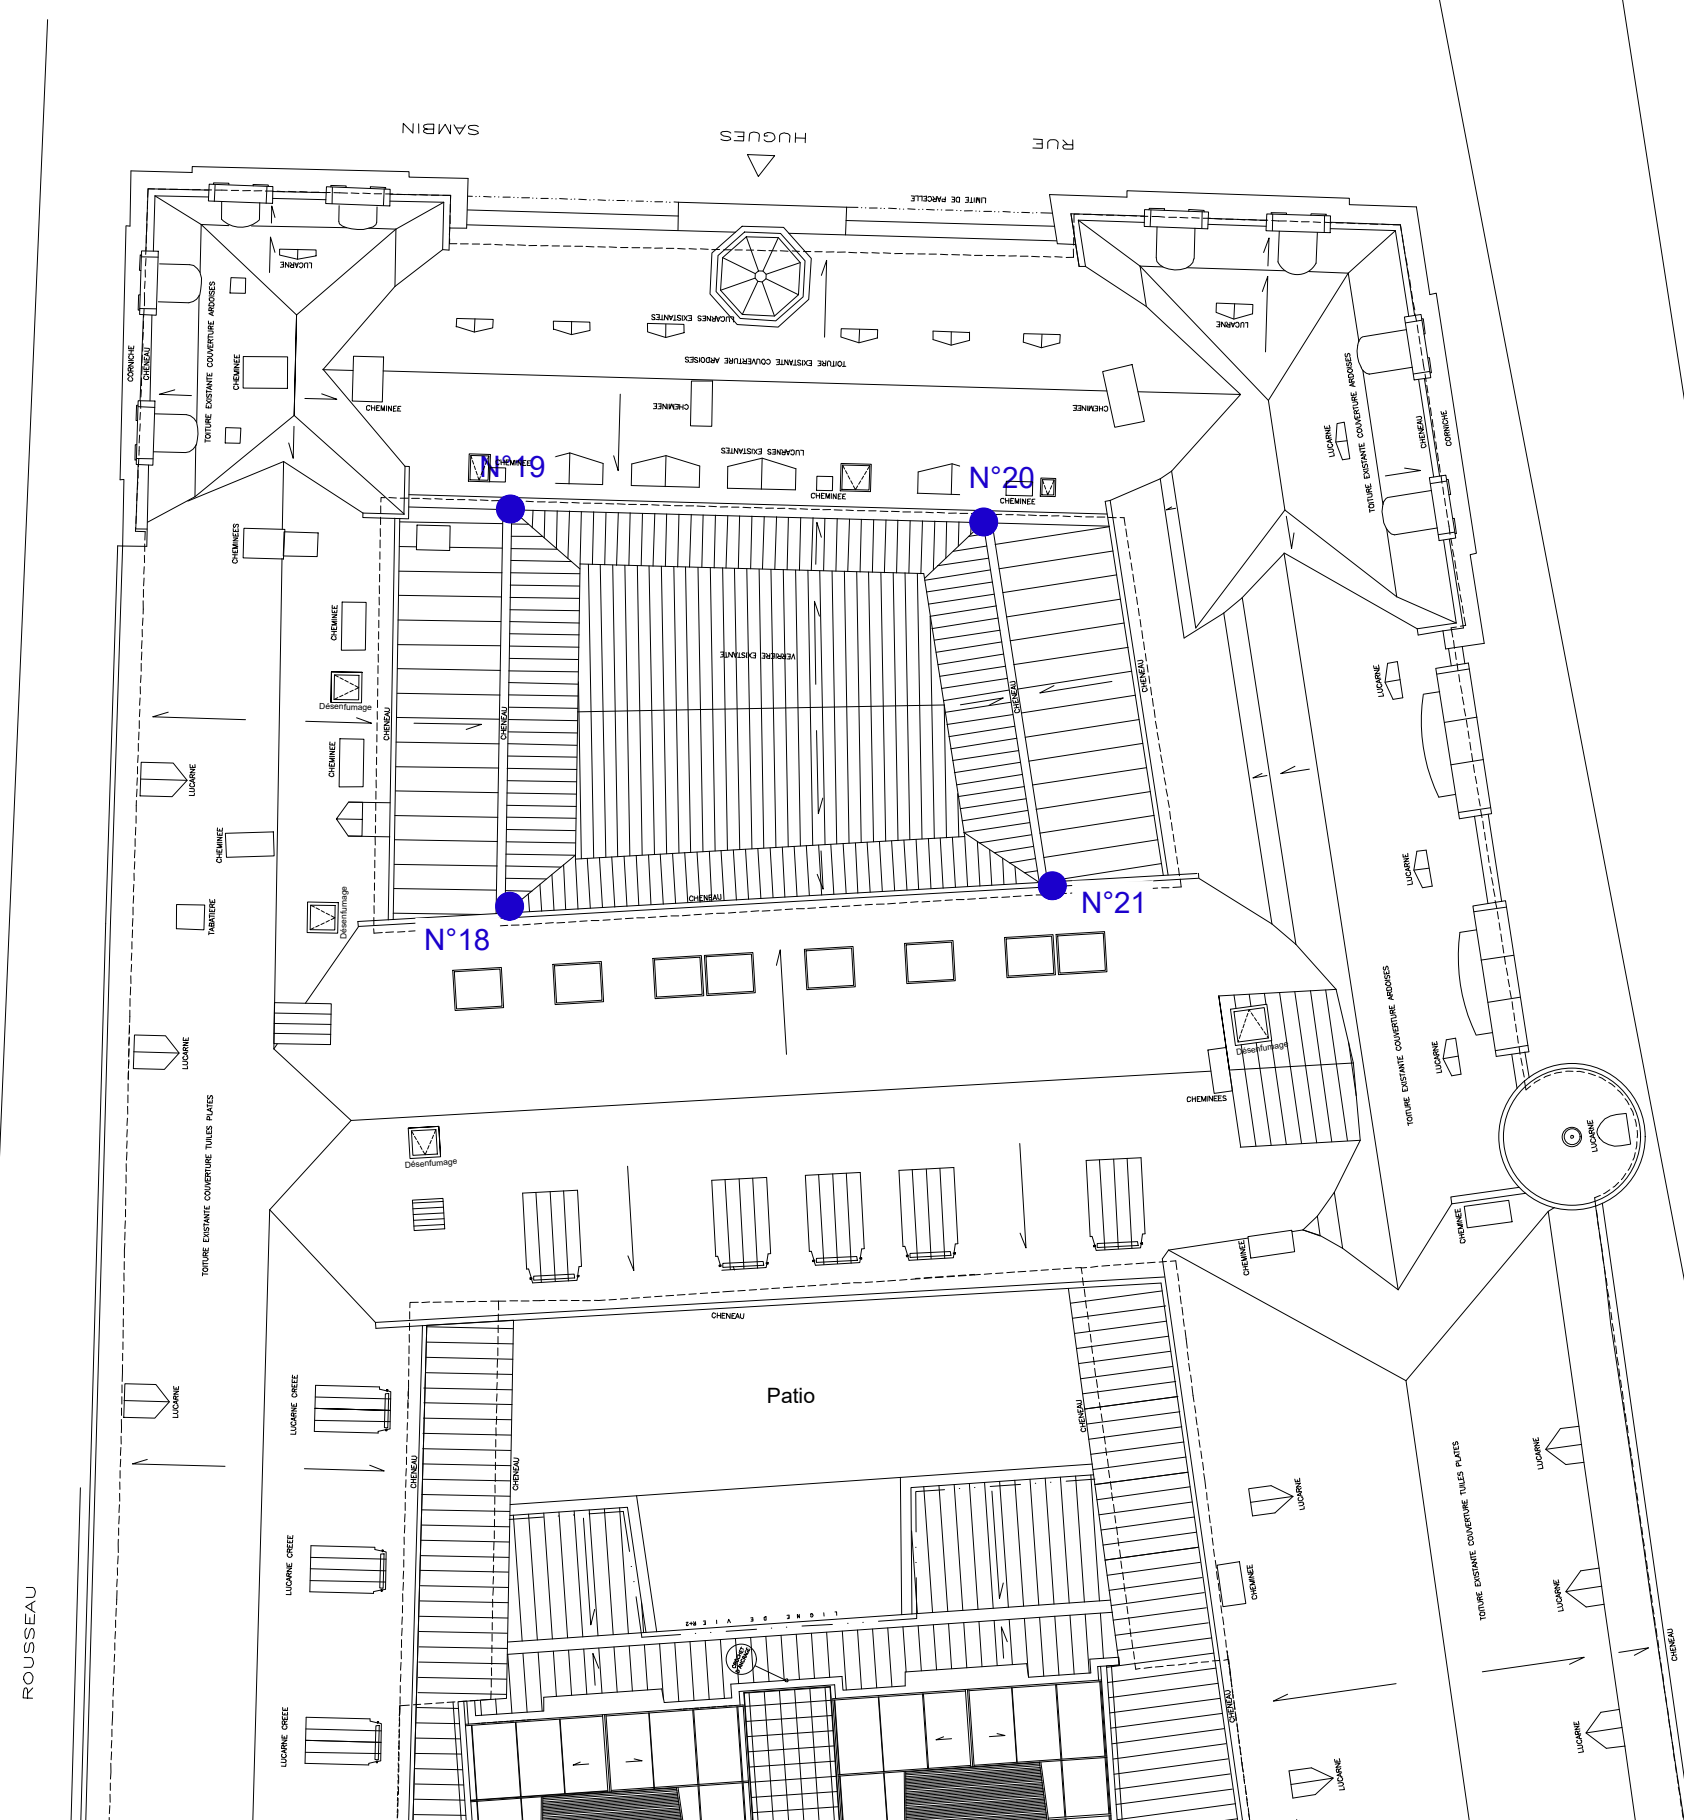 SAMBIN
HUGUES
RUE
LIMITE DE PARCELLE
LUCARNE
LUCARNE
CORNICHE
CHENEAU
TOITURE EXISTANTE COUVERTURE ARDOISES
CHEMINEE
LUCARNES EXISTANTES
TOITURE EXISTANTE COUVERTURE ARDOISES
CHEMINEE
CHEMINEE
CHEMINEE
LUCARNES EXISTANTES
TOITURE EXISTANTE COUVERTURE ARDOISES
LUCARNE
CHENEAU
CORNICHE
N°19
CHEMINEE
CHEMINEE
N°20
CHEMINEE
CHEMINEES
CHEMINEE
Désenfumage
CHENEAU
CHENEAU
VERRIERE EXISTANTE
CHENEAU
CHENEAU
LUCARNE
CHEMINEE
LUCARNE
CHEMINEE
LUCARNE
TABATIERE
Désenfumage
CHENEAU
N°18
N°21
TOITURE EXISTANTE COUVERTURE ARDOISES
LUCARNE
Désenfumage
LUCARNE
CHEMINEES
TOITURE EXISTANTE COUVERTURE TUILES PLATES
Désenfumage
LUCARNE
CHEMINEE
CHEMINEE
CHENEAU
Patio
LUCARNE
LUCARNE CREEE
CHENEAU
CHENEAU
CHENEAU
TOITURE EXISTANTE COUVERTURE TUILES PLATES
LUCARNE
LUCARNE
LUCARNE CREEE
CHEMINEE
LUCARNE
ROUSSEAU
LIGNE DE VIE R+2
CROCHET D'ANCRAGE
CHENEAU
CHENEAU
LUCARNE CREEE
LUCARNE
LUCARNE